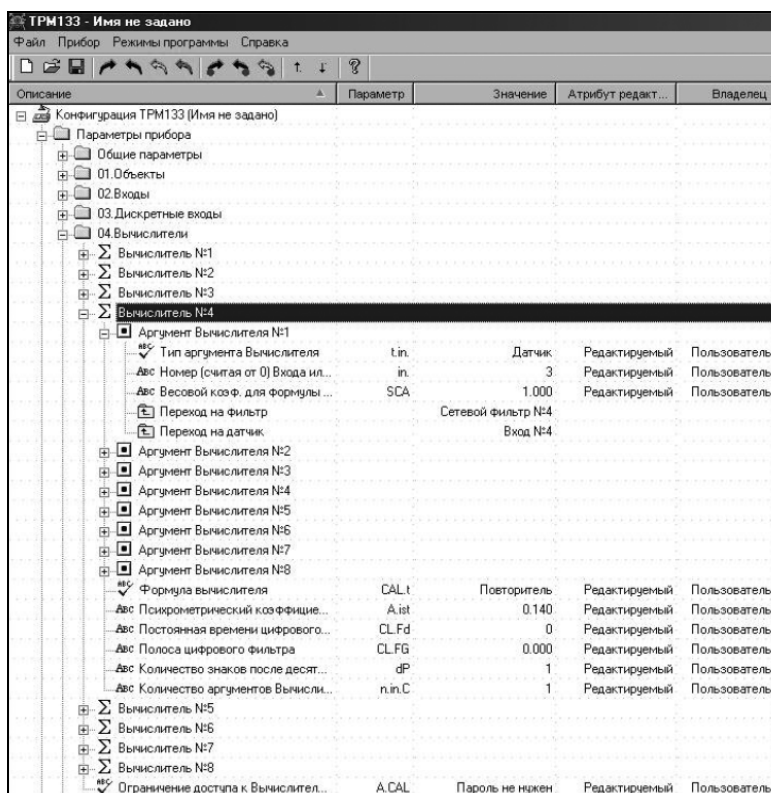 ТРМ133 - Имя не задано
Файл Прибор Режимы программы Справка
Описание Параметр Значение Атрибут редакт... Владелец
Конфигурация ТРМ133 (Имя не задано)
Параметры прибора
Общие параметры
01.Объекты
02.Входы
03.Дискретные входы
04.Вычислители
Вычислитель №1
Вычислитель №2
Вычислитель №3
Вычислитель №4
Аргумент Вычислителя №1
Тип аргумента Вычислителя t.in. Датчик Редактируемый Пользователь
Номер (считая от 0) Входа ил... in. 3 Редактируемый Пользователь
Весовой коэф. для формулы ... SCA 1.000 Редактируемый Пользователь
Переход на фильтр Сетевой фильтр №4
Переход на датчик Вход №4
Аргумент Вычислителя №2
Аргумент Вычислителя №3
Аргумент Вычислителя №4
Аргумент Вычислителя №5
Аргумент Вычислителя №6
Аргумент Вычислителя №7
Аргумент Вычислителя №8
Формула вычислителя CAL.t Повторитель Редактируемый Пользователь
Психрометрический коэффицие... A.ist 0.140 Редактируемый Пользователь
Постоянная времени цифрового... CL.Fd 0 Редактируемый Пользователь
Полоса цифрового фильтра CL.FG 0.000 Редактируемый Пользователь
Количество знаков после десят... dP 1 Редактируемый Пользователь
Количество аргументов Вычисли... n.in.C 1 Редактируемый Пользователь
Вычислитель №5
Вычислитель №6
Вычислитель №7
Вычислитель №8
Ограничение доступа к Вычислител... A.CAL Пароль не нужен Редактируемый Пользователь